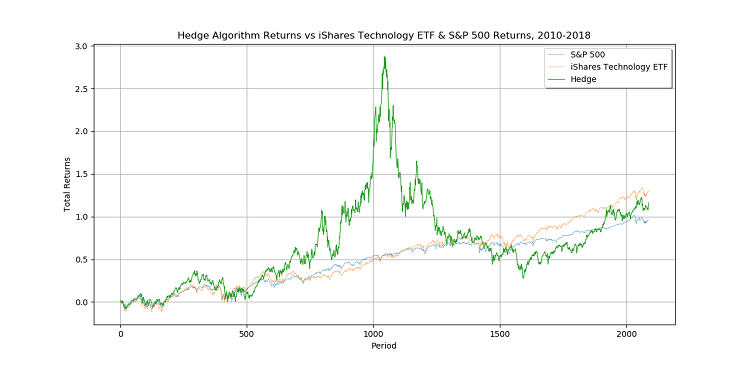 Hedge Algorithm Returns vs iShares Technology ETF & S&P 500 Returns, 2010-2018
S&P 500
iShares Technology ETF
Hedge
3.0
2.5
2.0
1.5
1.0
0.5
0.0
Total Returns
0 500 1000 1500 2000
Period